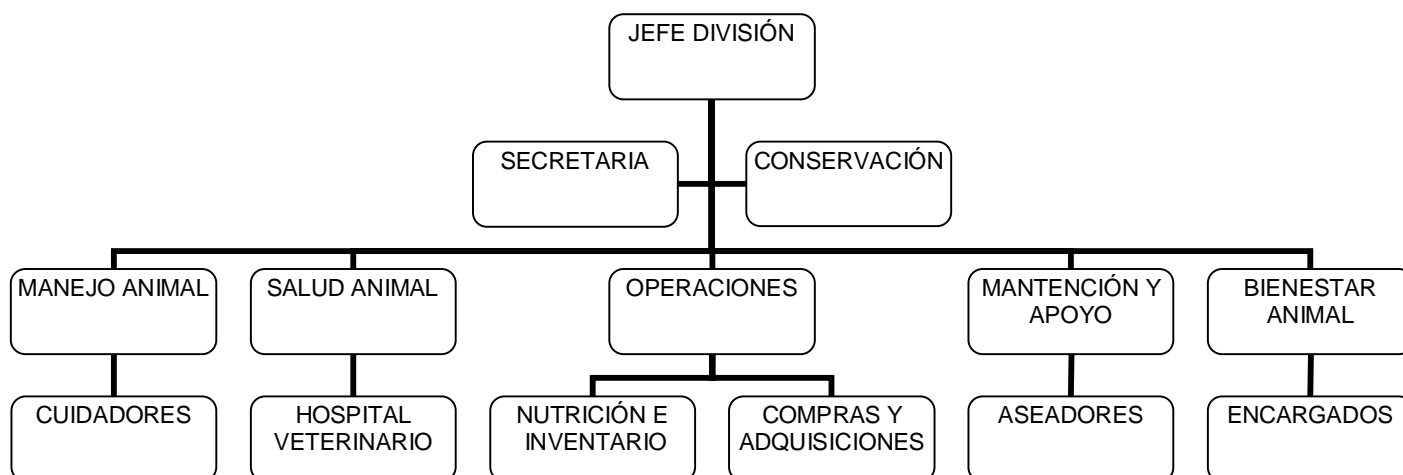 JEFE DIVISIÓN
SECRETARIA
CONSERVACIÓN
MANEJO ANIMAL
SALUD ANIMAL
OPERACIONES
MANTENCIÓN Y
APOYO
BIENESTAR
ANIMAL
CUIDADORES
HOSPITAL
VETERINARIO
NUTRICIÓN E
INVENTARIO
COMPRAS Y
ADQUISICIONES
ASEADORES
ENCARGADOS